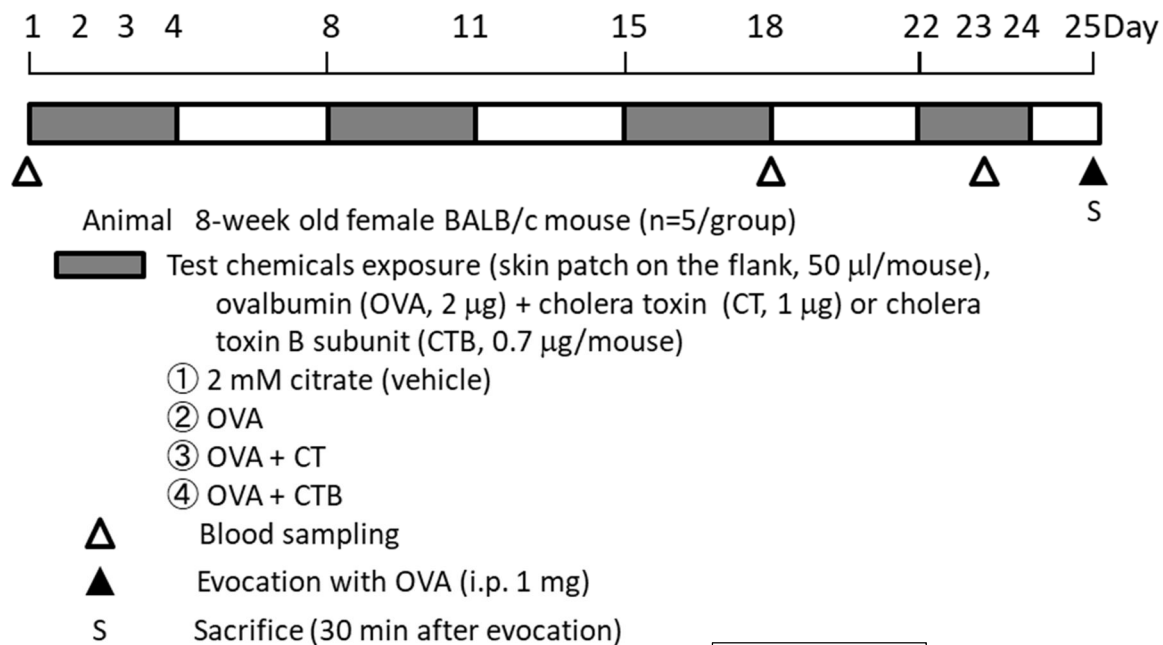 1 2 3 4 8 11 15 18 22 23 24 25 Day
S
Animal 8-week old female BALB/c mouse (n=5/group)
Test chemicals exposure (skin patch on the flank, 50 μl/mouse),
ovalbumin (OVA, 2 μg) + cholera toxin (CT, 1 μg) or cholera
toxin B subunit (CTB, 0.7 μg/mouse)
① 2 mM citrate (vehicle)
② OVA
③ OVA + CT
④ OVA + CTB
Blood sampling
Evocation with OVA (i.p. 1 mg)
S Sacrifice (30 min after evocation)